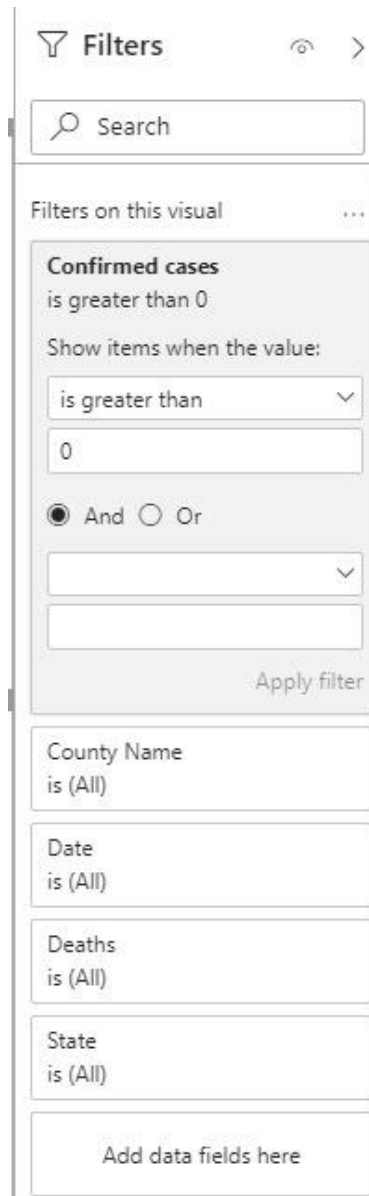 Filters
Search
Filters on this visual
Confirmed cases
is greater than 0
Show items when the value:
is greater than
0
And Or
Apply filter
County Name
is (All)
Date
is (All)
Deaths
is (All)
State
is (All)
Add data fields here